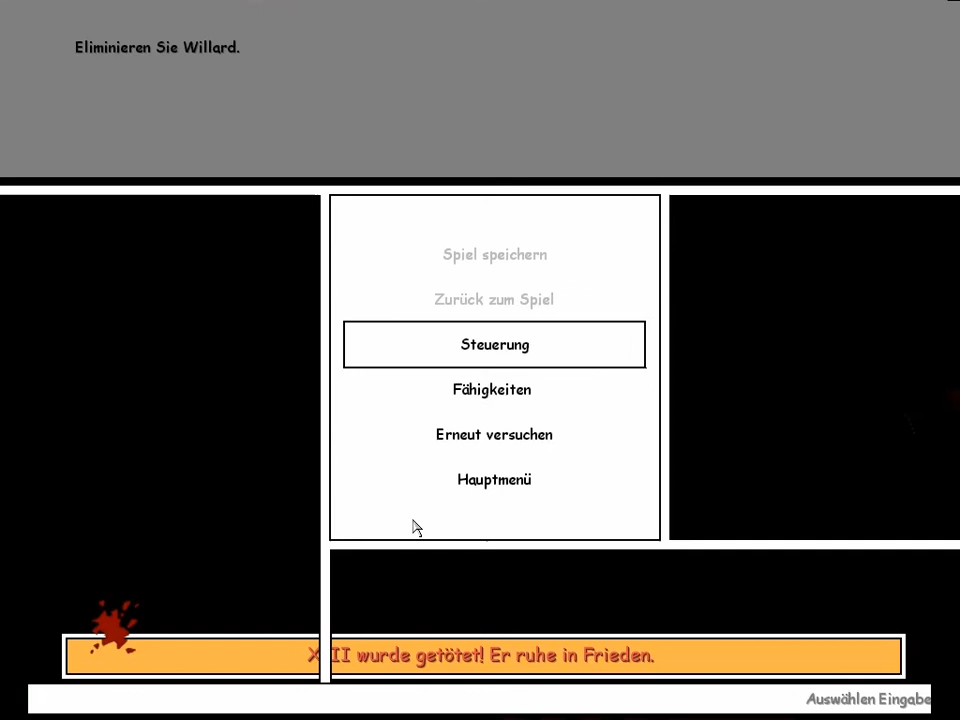 Eliminieren Sie Willard.
Spiel speichern
Zurück zum Spiel
Steuerung
Fähigkeiten
Erneut versuchen
Hauptmenü
XIII wurde getötet! Er ruhe in Frieden.
Auswählen Eingabe